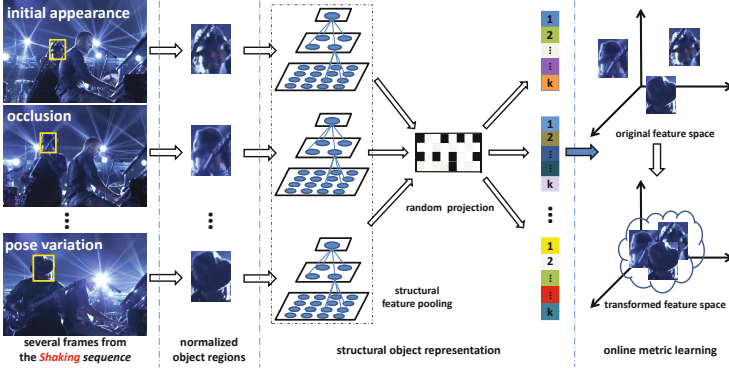 initial appearance
occlusion
pose variation
several frames from
the Shaking sequence
normalized
object regions
structural
feature pooling
random projection
structural object representation
1
2
⋮
⋮
k
1
2
⋮
⋮
k
1
2
⋮
⋮
k
original feature space
transformed feature space
online metric learning